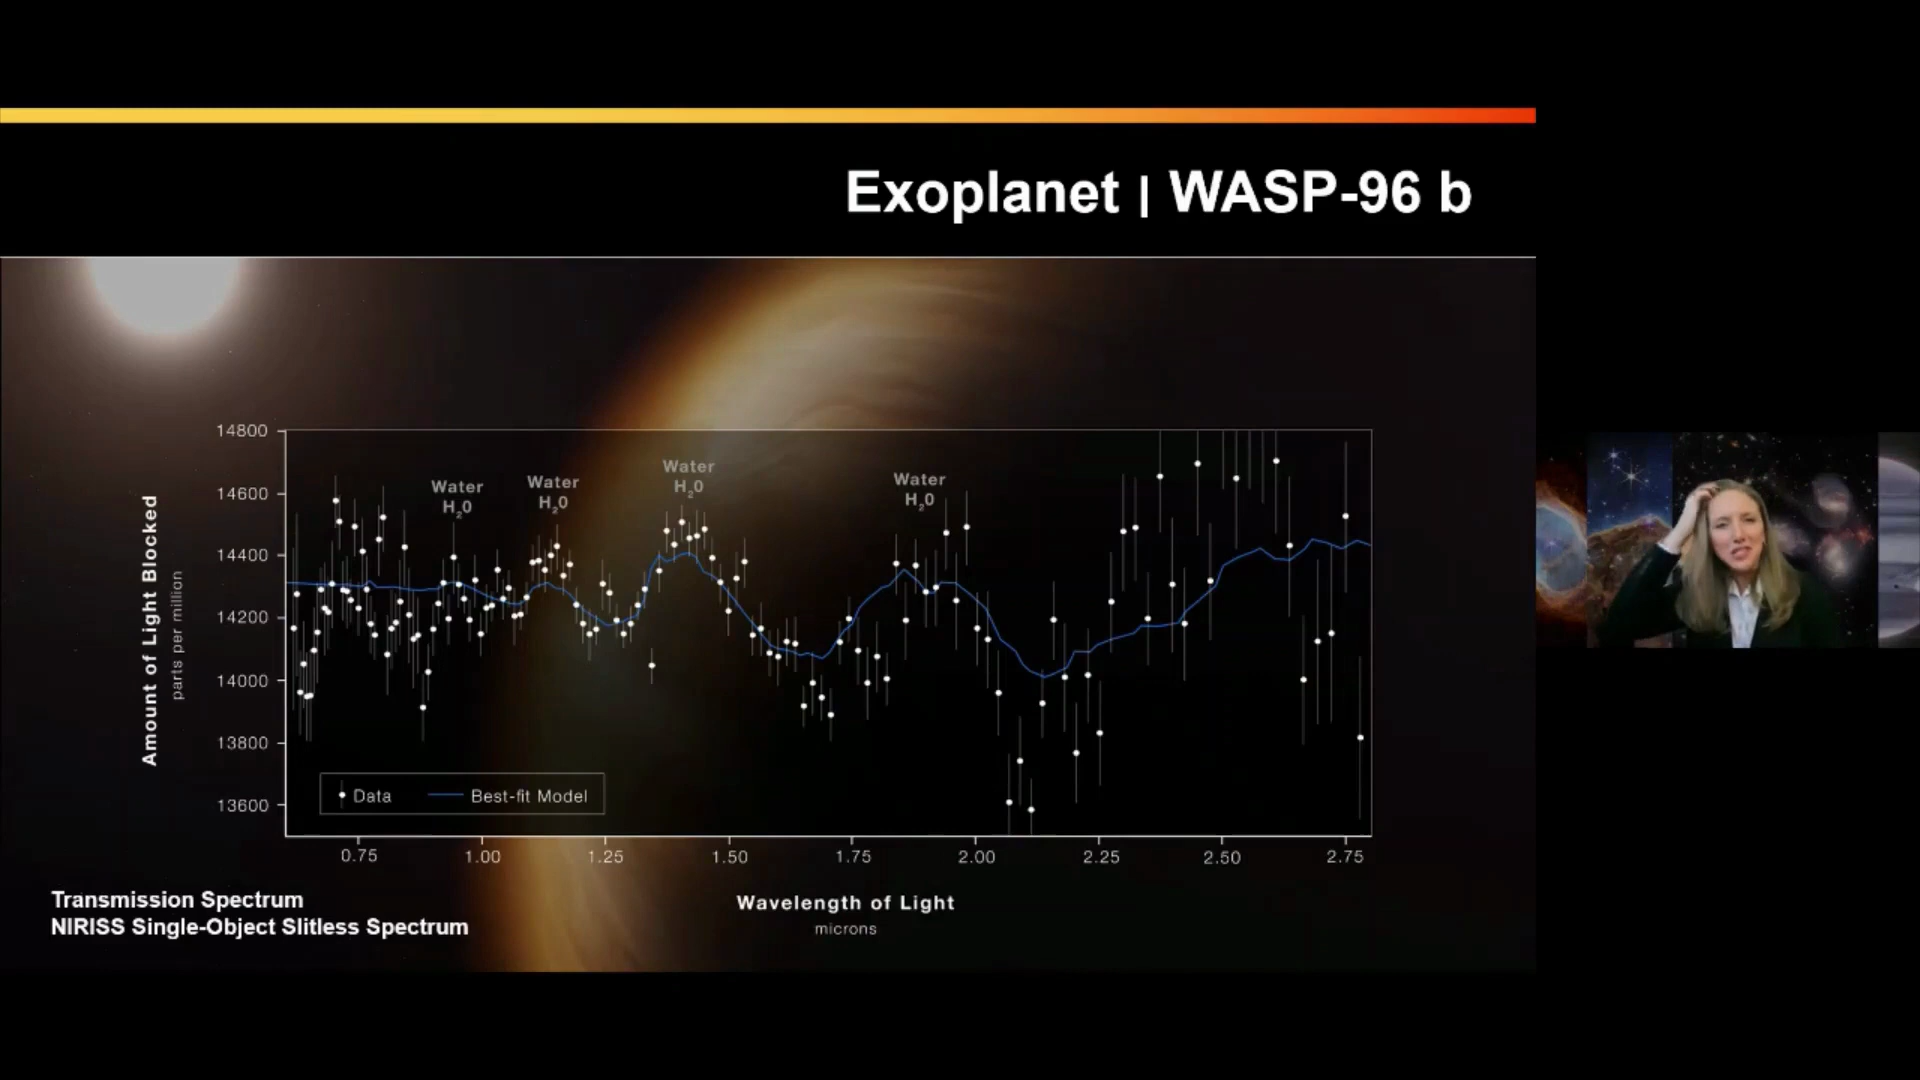 Exoplanet | WASP-96 b
14800
14600
14400
14200
14000
13800
13600
Amount of Light Blocked
parts per million
Water
H₂O
Water
H₂O
Water
H₂O
Water
H₂O
Data
Best-fit Model
0.75 1.00 1.25 1.50 1.75 2.00 2.25 2.50 2.75
Wavelength of Light
microns
Transmission Spectrum
NIRISS Single-Object Slitless Spectrum